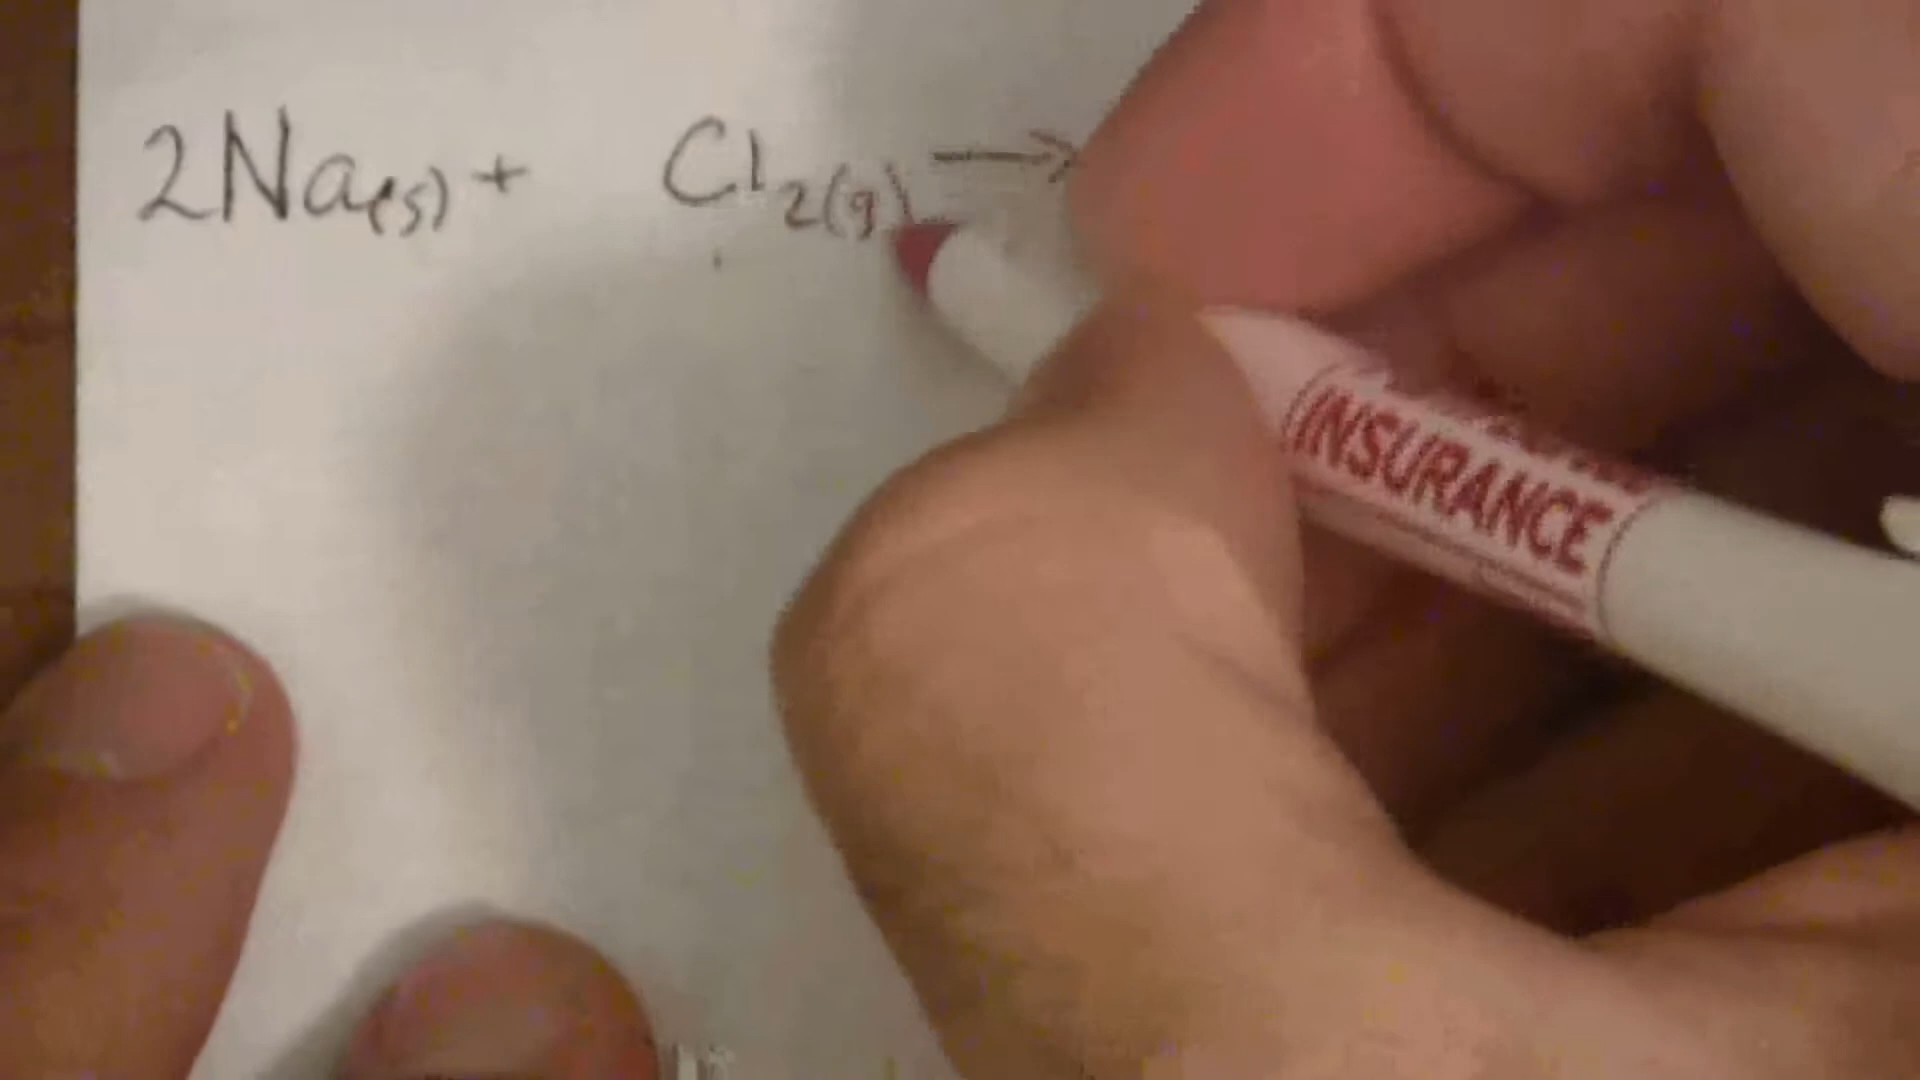 2Na(s) + Cl2(g) →
INSURANCE